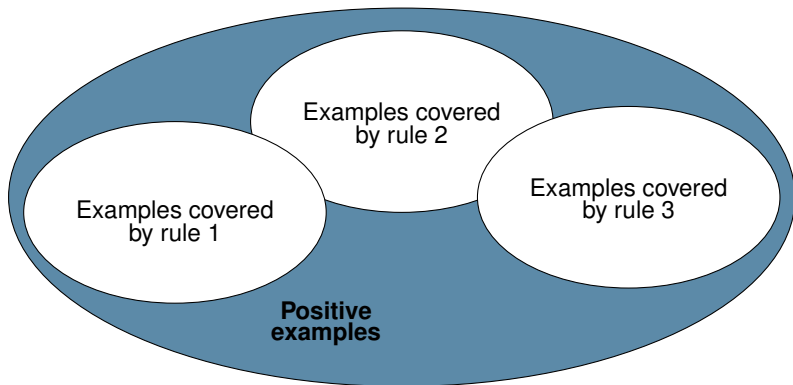 Examples covered
by rule 2
Examples covered
by rule 3
Examples covered
by rule 1
Positive
examples